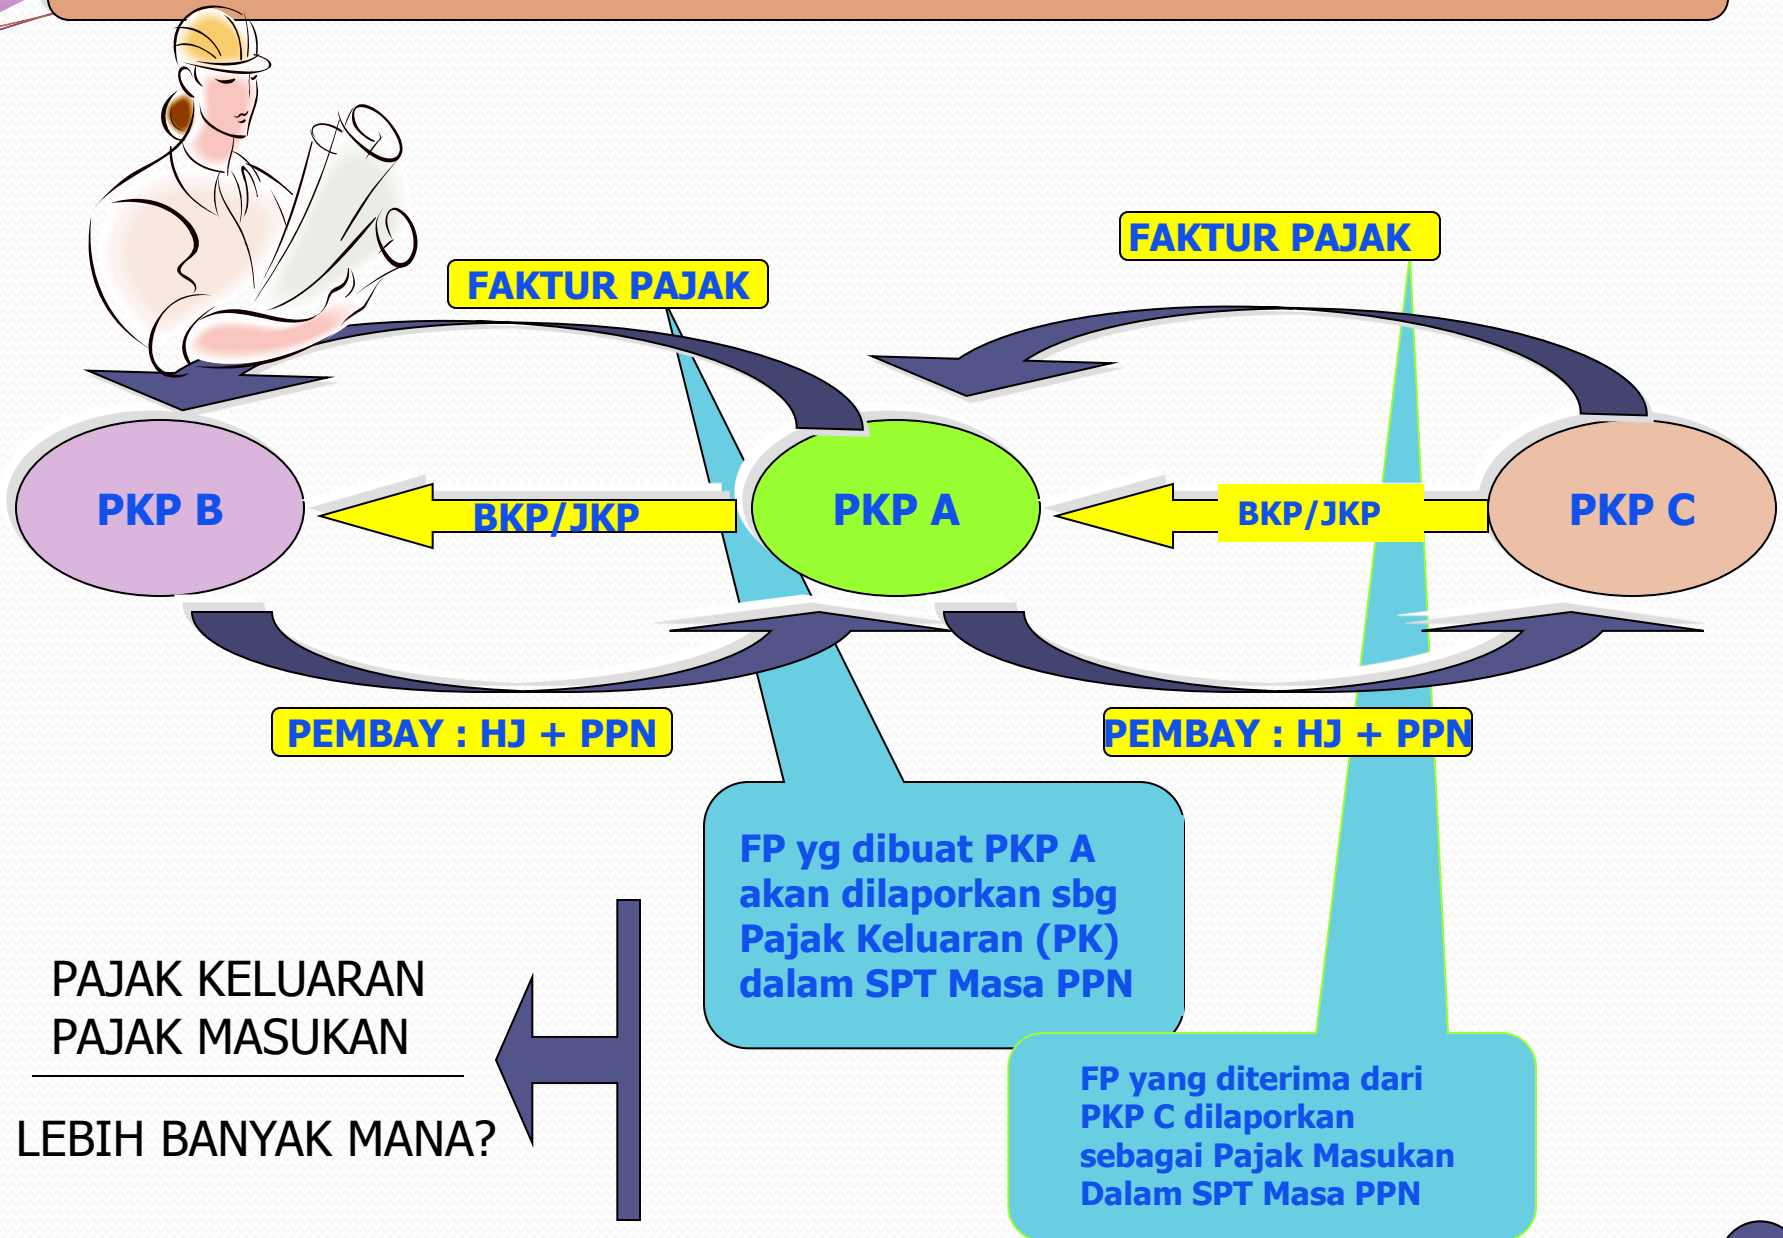 FAKTUR PAJAK
FAKTUR PAJAK
PKP B
BKP/JKP
PKP A
BKP/JKP
PKP C
PEMBAY : HJ + PPN
PEMBAY : HJ + PPN
FP yg dibuat PKP A
akan dilaporkan sbg
Pajak Keluaran (PK)
dalam SPT Masa PPN
PAJAK KELUARAN
PAJAK MASUKAN
LEBIH BANYAK MANA?
FP yang diterima dari
PKP C dilaporkan
sebagai Pajak Masukan
Dalam SPT Masa PPN